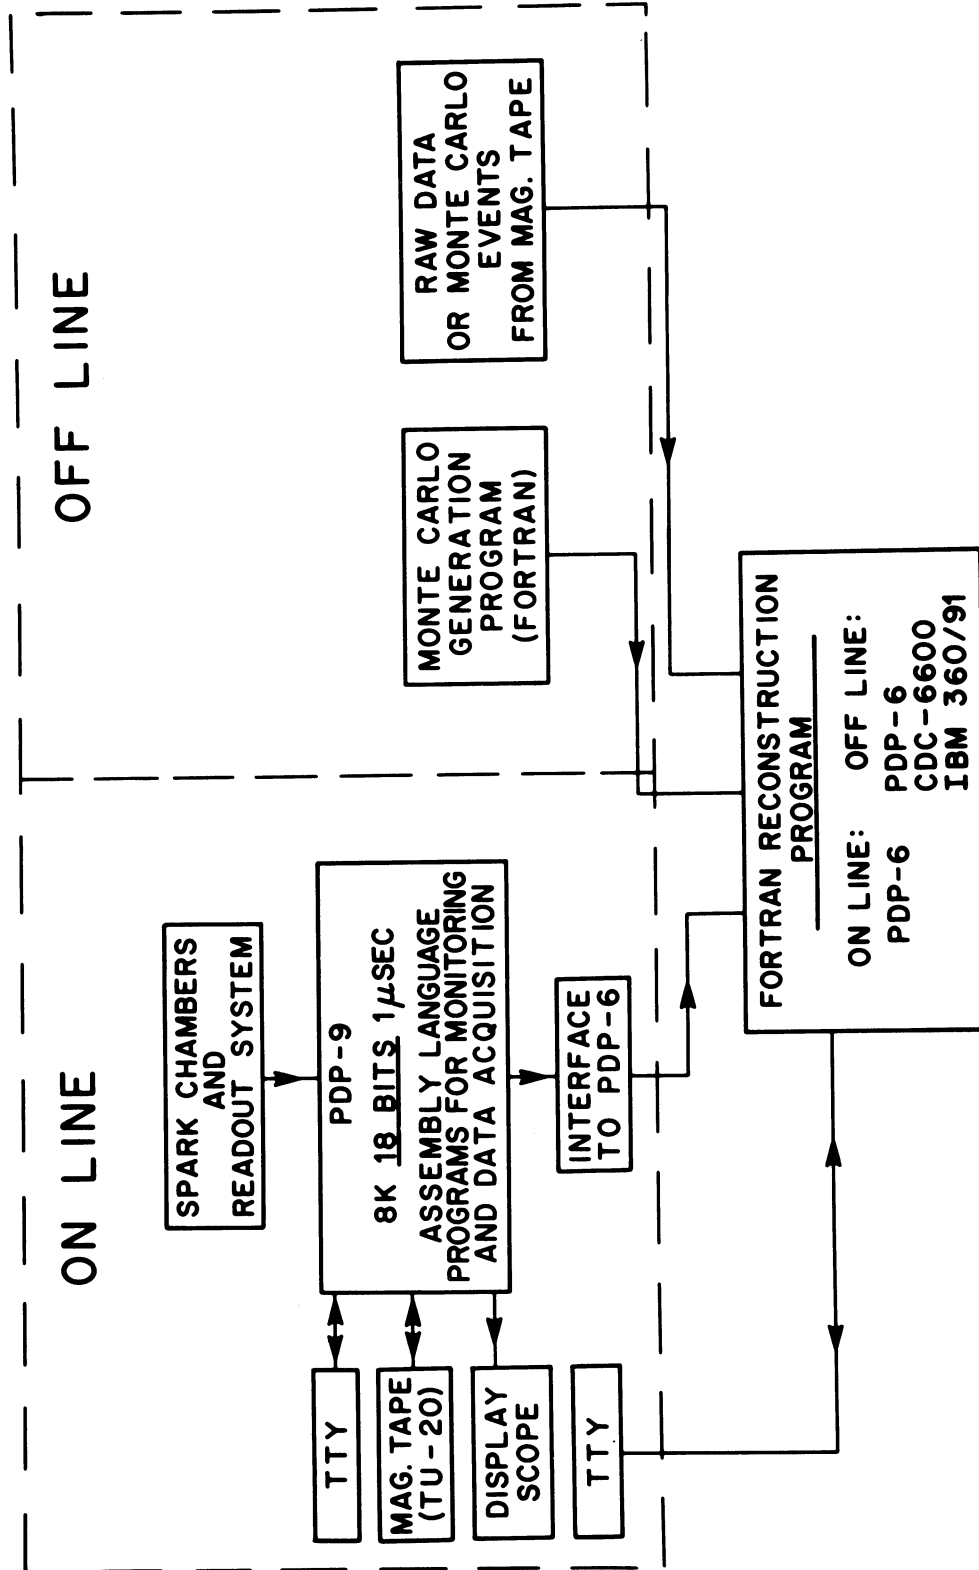 ON LINE
OFF LINE
SPARK CHAMBERS
AND
READOUT SYSTEM
TTY
MAG. TAPE
(TU-20)
DISPLAY
SCOPE
TTY
PDP-9
8K 18 BITS 1μSEC
ASSEMBLY LANGUAGE
PROGRAMS FOR MONITORING
AND DATA ACQUISITION
INTERFACE
TO PDP-6
MONTE CARLO
GENERATION
PROGRAM
(FORTRAN)
RAW DATA
OR MONTE CARLO
EVENTS
FROM MAG. TAPE
FORTRAN RECONSTRUCTION
PROGRAM
ON LINE: OFF LINE:
PDP-6 PDP-6
CDC-6600
IBM 360/91